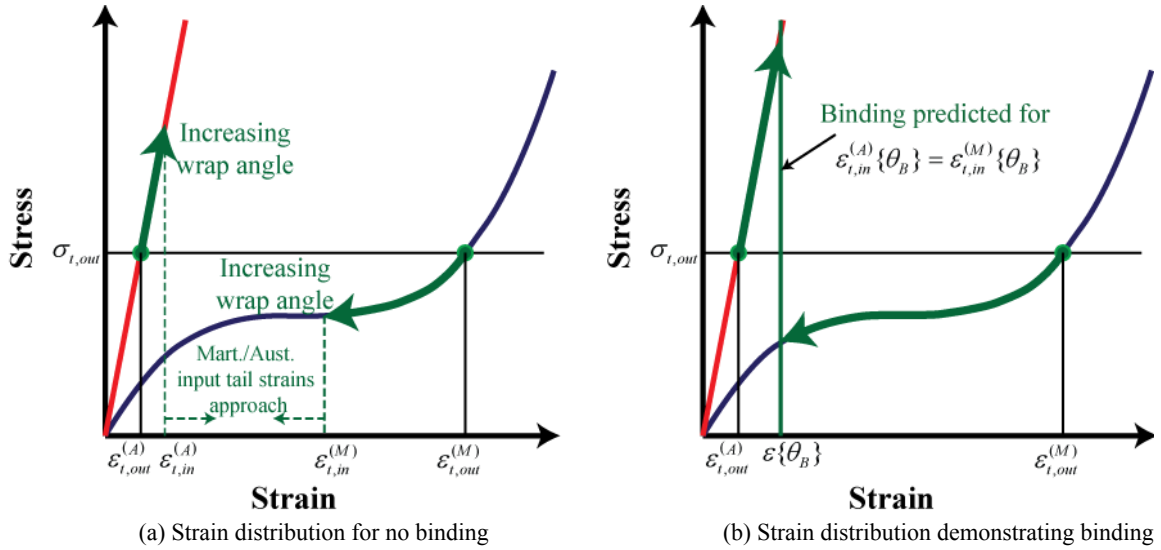 Stress
σt,out
Increasing
wrap angle
Increasing
wrap angle
Mart./Aust.
input tail strains
approach
ε(A)t,out
ε(A)t,in
ε(M)t,in
ε(M)t,out
Strain
(a) Strain distribution for no binding
Stress
σt,out
Binding predicted for
ε(A)t,in{θB} = ε(M)t,in{θB}
ε(A)t,out
ε{θB}
ε(M)t,out
Strain
(b) Strain distribution demonstrating binding